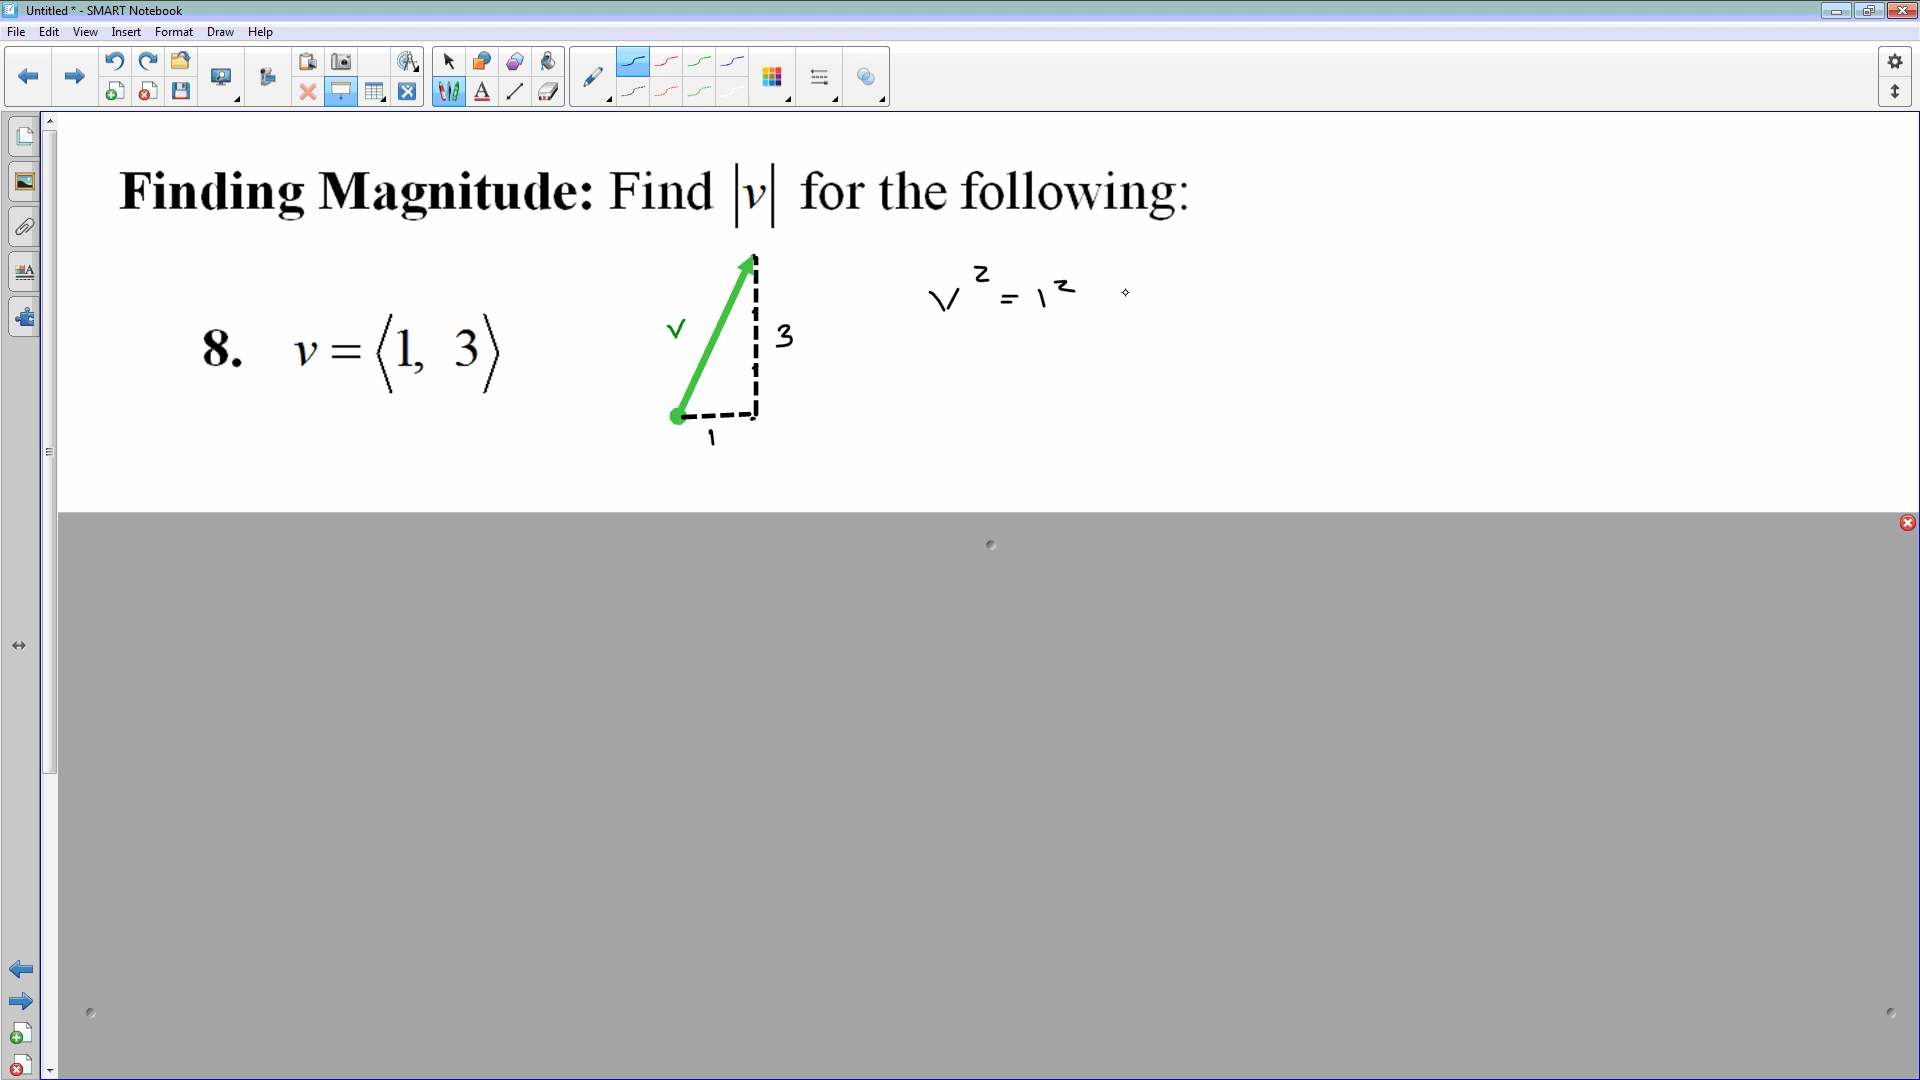 Untitled * - SMART Notebook
File Edit View Insert Format Draw Help
Finding Magnitude: Find |v| for the following:
8. v = ⟨1, 3⟩
v
3
1
v² = 1²